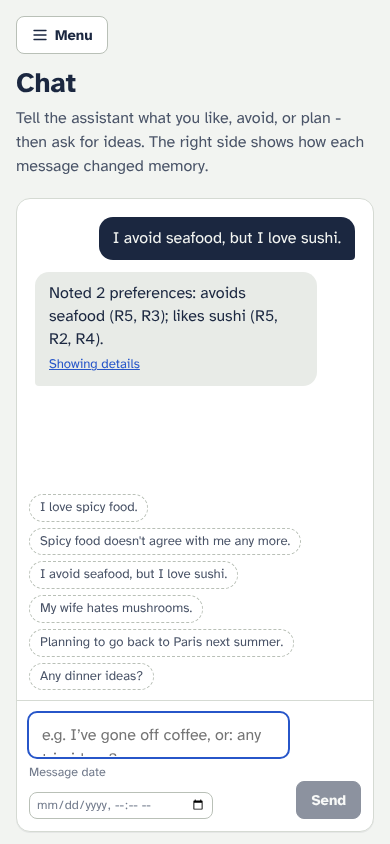 Menu
Chat
Tell the assistant what you like, avoid, or plan -
then ask for ideas. The right side shows how each
message changed memory.
I avoid seafood, but I love sushi.
Noted 2 preferences: avoids
seafood (R5, R3); likes sushi (R5,
R2, R4).
Showing details
I love spicy food.
Spicy food doesn't agree with me any more.
I avoid seafood, but I love sushi.
My wife hates mushrooms.
Planning to go back to Paris next summer.
Any dinner ideas?
e.g. I’ve gone off coffee, or: any
Message date
mm/dd/yyyy, --:-- --
Send